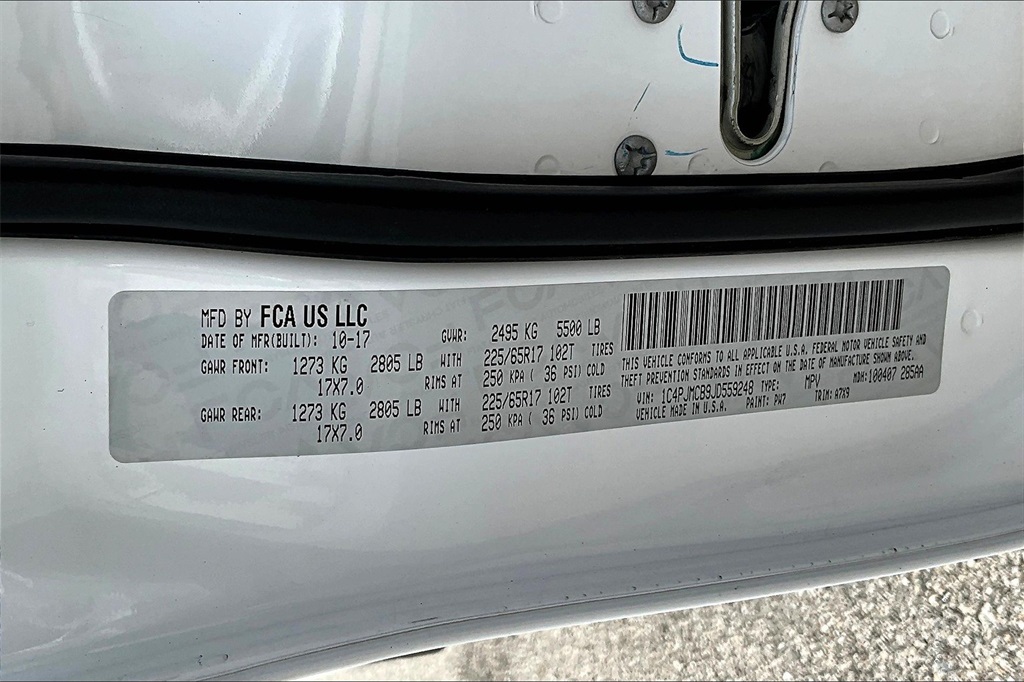 MFD BY FCA US LLC
DATE OF MFR(BUILT): 10-17 GVWR: 2495 KG 5500 LB
GAWR FRONT: 1273 KG 2805 LB WITH 225/65R17 102T TIRES
17X7.0 RIMS AT 250 KPA ( 36 PSI) COLD
GAWR REAR: 1273 KG 2805 LB WITH 225/65R17 102T TIRES
17X7.0 RIMS AT 250 KPA ( 36 PSI) COLD
THIS VEHICLE CONFORMS TO ALL APPLICABLE U.S.A. FEDERAL MOTOR VEHICLE SAFETY AND
THEFT PREVENTION STANDARDS IN EFFECT ON THE DATE OF MANUFACTURE SHOWN ABOVE.
VIN: 1C4PJMCB9JD559248 TYPE: MPV MDH:100407 285AA
VEHICLE MADE IN U.S.A. PAINT: PW7 TRIM: A7X9